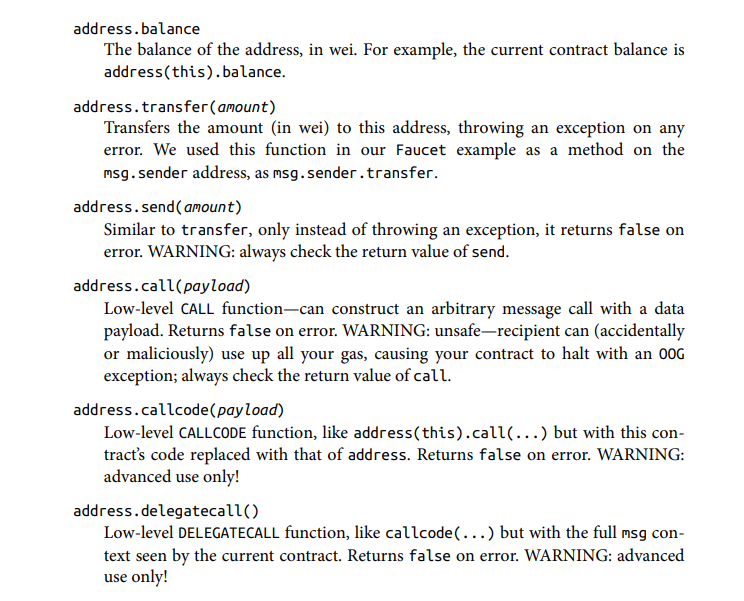 address.balance
The balance of the address, in wei. For example, the current contract balance is
address(this).balance.
address.transfer(amount)
Transfers the amount (in wei) to this address, throwing an exception on any
error. We used this function in our Faucet example as a method on the
msg.sender address, as msg.sender.transfer.
address.send(amount)
Similar to transfer, only instead of throwing an exception, it returns false on
error. WARNING: always check the return value of send.
address.call(payload)
Low-level CALL function—can construct an arbitrary message call with a data
payload. Returns false on error. WARNING: unsafe—recipient can (accidentally
or maliciously) use up all your gas, causing your contract to halt with an OOG
exception; always check the return value of call.
address.callcode(payload)
Low-level CALLCODE function, like address(this).call(...) but with this con-
tract's code replaced with that of address. Returns false on error. WARNING:
advanced use only!
address.delegatecall()
Low-level DELEGATECALL function, like callcode(...) but with the full msg con-
text seen by the current contract. Returns false on error. WARNING: advanced
use only!